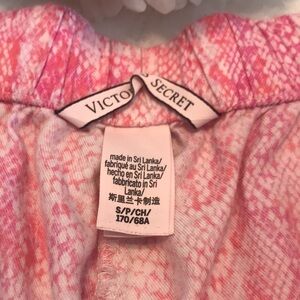 VICTO S SECRET
made in Sri
Lanka/
fabriqué au Sri
Lanka/
hecho en Sri
Lanka/
fabbricato in Sri
Lanka/
斯里兰卡制造
S/P/CH/
170/68A